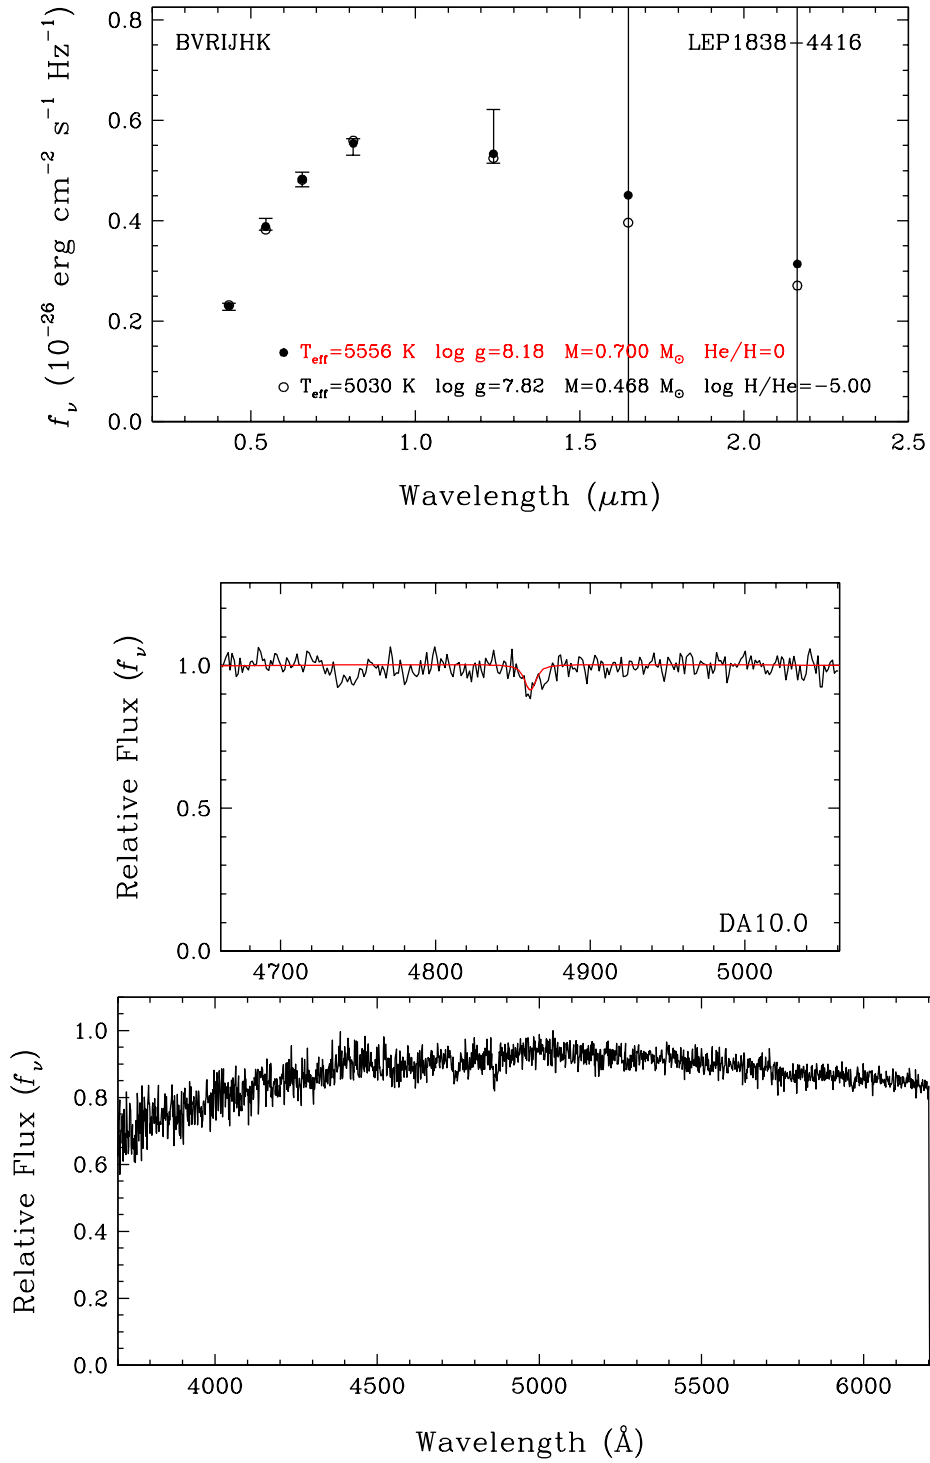 BVRIJHK LEP1838−4416
f_ν (10^−26 erg cm^−2 s^−1 Hz^−1)
0.8
0.6
0.4
0.2
0.0
● T_eff=5556 K log g=8.18 M=0.700 M_⊙ He/H=0
○ T_eff=5030 K log g=7.82 M=0.468 M_⊙ log H/He=−5.00
0.5 1.0 1.5 2.0 2.5
Wavelength (μm)
Relative Flux (f_ν)
1.0
0.5
0.0
DA10.0
4700 4800 4900 5000
Relative Flux (f_ν)
1.0
0.8
0.6
0.4
0.2
0.0
4000 4500 5000 5500 6000
Wavelength (Å)